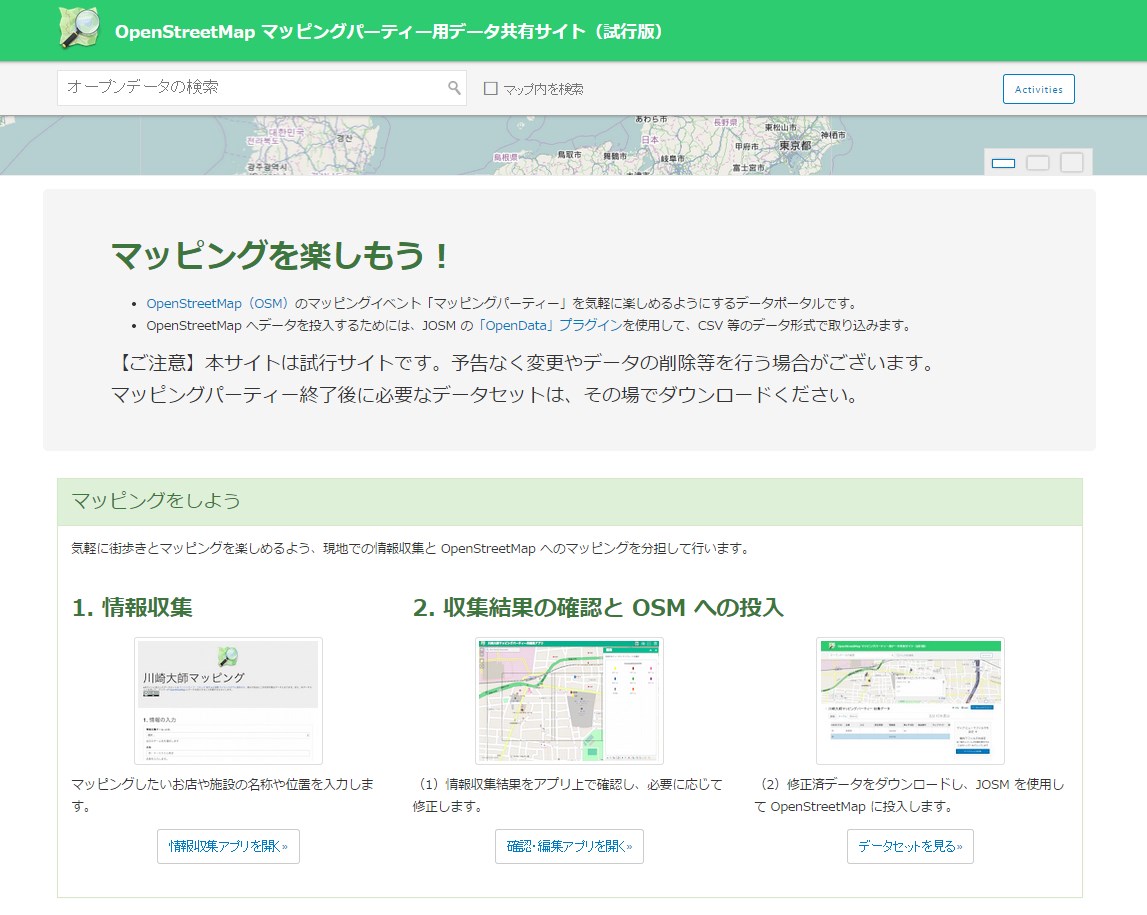 OpenStreetMap マッピングパーティー用データ共有サイト（試行版）
オープンデータの検索
マップ内を検索
Activities
あわら市
대한민국
전라북도
경산
광주광역시
島根県
鳥取市
舞鶴市
日本
岐阜市
長野県
東松山市
神栖市
甲府市
東京都
富士宮市
マッピングを楽しもう！
• OpenStreetMap（OSM）のマッピングイベント「マッピングパーティー」を気軽に楽しめるようにするデータポータルです。
• OpenStreetMap へデータを投入するためには、JOSM の「OpenData」プラグインを使用して、CSV 等のデータ形式で取り込みます。
【ご注意】本サイトは試行サイトです。予告なく変更やデータの削除等を行う場合がございます。
マッピングパーティー終了後に必要なデータセットは、その場でダウンロードください。
マッピングをしよう
気軽に街歩きとマッピングを楽しめるよう、現地での情報収集と OpenStreetMap へのマッピングを分担して行います。
1. 情報収集
川崎大師マッピング
1. 情報の入力
マッピングしたいお店や施設の名称や位置を入力しま
す。
情報収集アプリを開く»
2. 収集結果の確認と OSM への投入
（1）情報収集結果をアプリ上で確認し、必要に応じて
修正します。
確認・編集アプリを開く»
（2）修正済データをダウンロードし、JOSM を使用し
て OpenStreetMap に投入します。
データセットを見る»